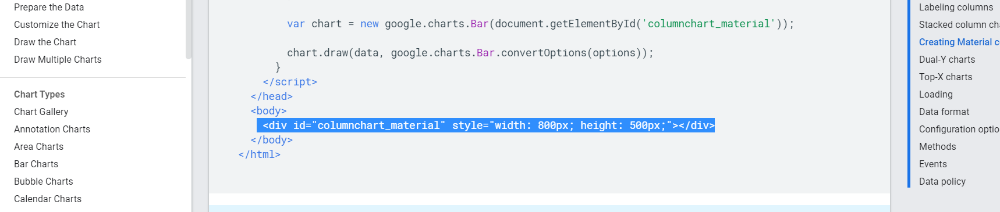 Prepare the Data
Customize the Chart
Draw the Chart
Draw Multiple Charts
Chart Types
Chart Gallery
Annotation Charts
Area Charts
Bar Charts
Bubble Charts
Calendar Charts
var chart = new google.charts.Bar(document.getElementById('columnchart_material'));
chart.draw(data, google.charts.Bar.convertOptions(options));
}
</script>
</head>
<body>
<div id="columnchart_material" style="width: 800px; height: 500px;"></div>
</body>
</html>
Labeling columns
Stacked column cha
Creating Material c
Dual-Y charts
Top-X charts
Loading
Data format
Configuration optio
Methods
Events
Data policy